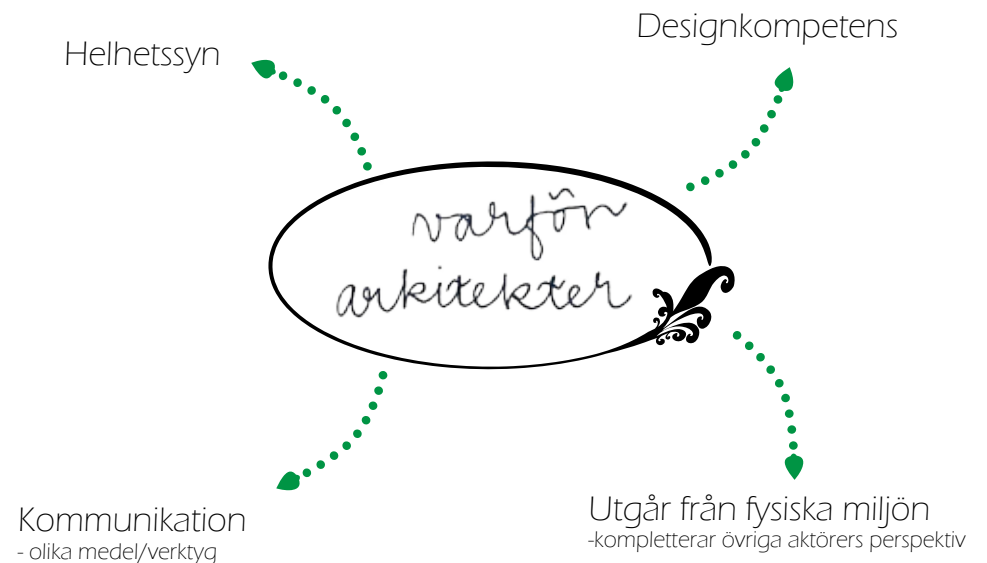 Helhetssyn
Designkompetens
varför
arkitekter
Kommunikation
- olika medel/verktyg
Utgår från fysiska miljön
-kompletterar övriga aktörers perspektiv